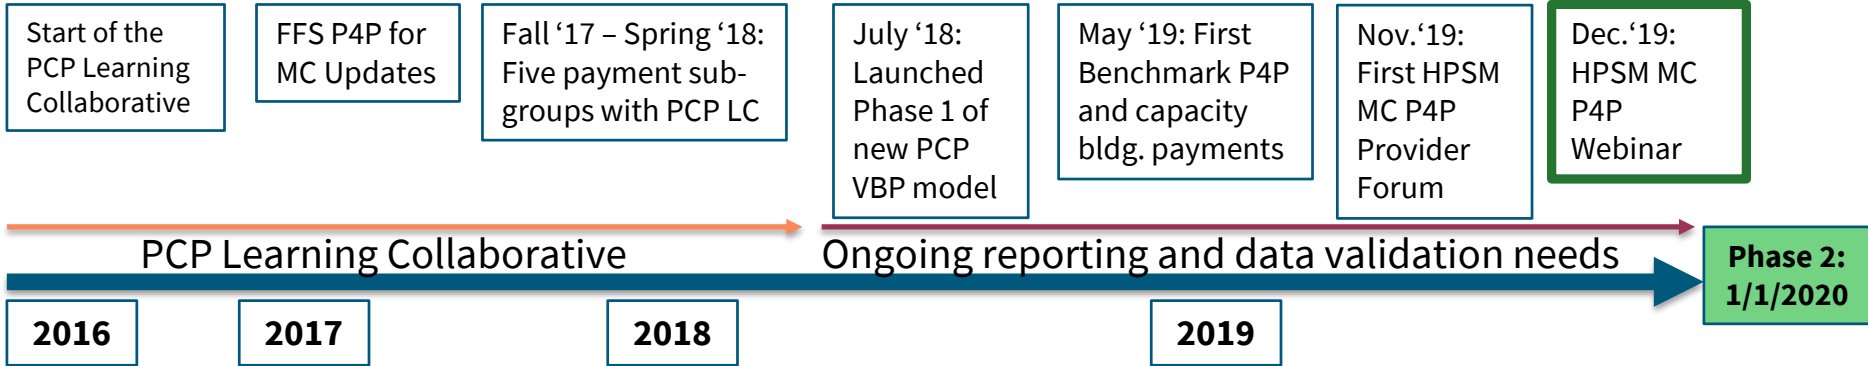 Start of the
PCP Learning
Collaborative
FFS P4P for
MC Updates
Fall ‘17 – Spring ‘18:
Five payment sub-
groups with PCP LC
July ‘18:
Launched
Phase 1 of
new PCP
VBP model
May ‘19: First
Benchmark P4P
and capacity
bldg. payments
Nov.‘19:
First HPSM
MC P4P
Provider
Forum
Dec.‘19:
HPSM MC
P4P
Webinar
PCP Learning Collaborative
Ongoing reporting and data validation needs
Phase 2:
1/1/2020
2016
2017
2018
2019